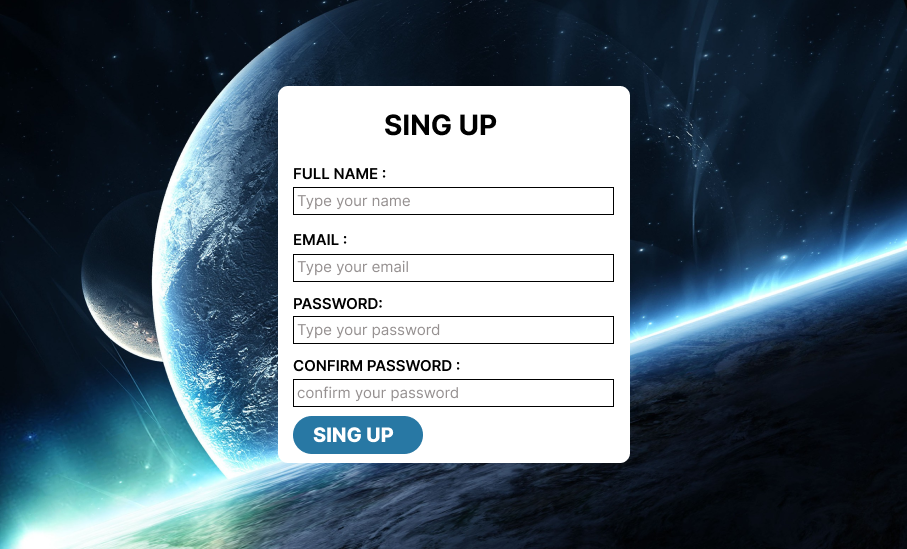 SING UP
FULL NAME :
Type your name
EMAIL :
Type your email
PASSWORD:
Type your password
CONFIRM PASSWORD :
confirm your password
SING UP